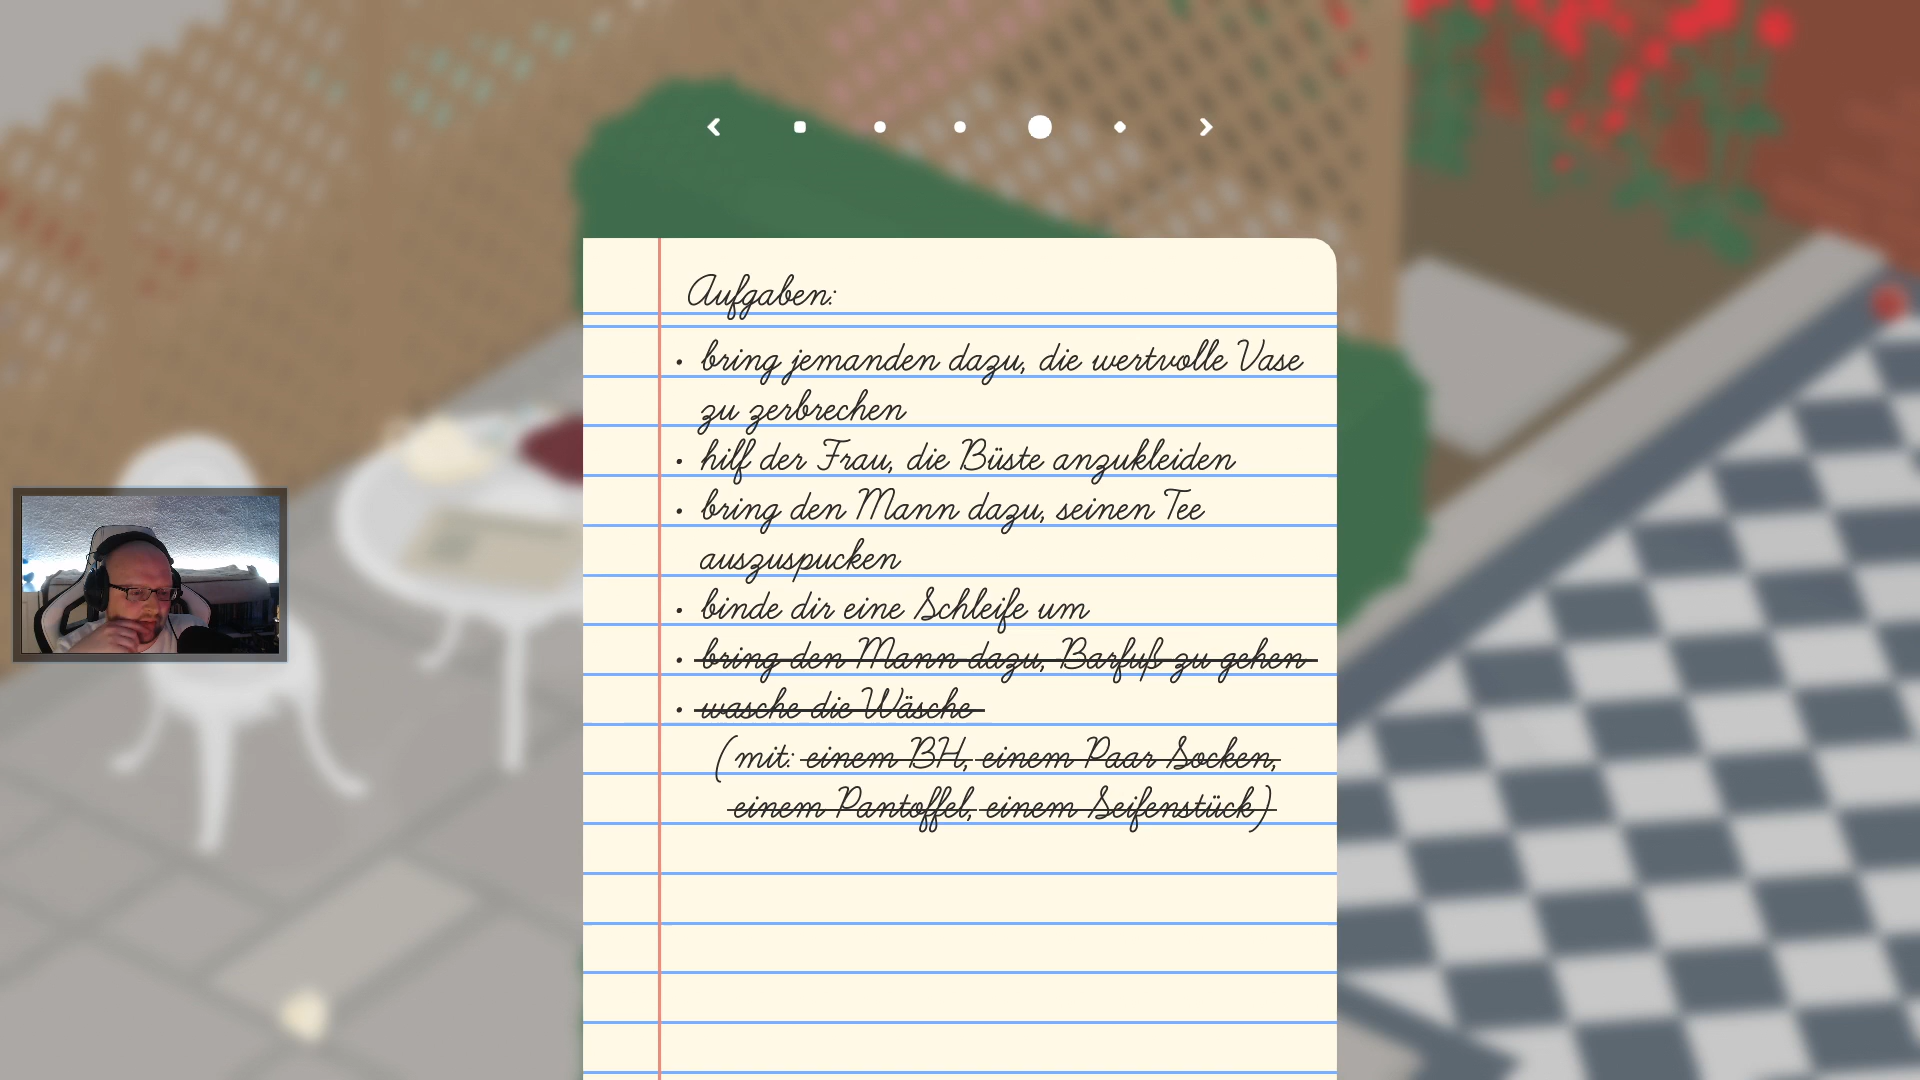 Aufgaben:
• bring jemanden dazu, die wertvolle Vase
zu zerbrechen
• hilf der Frau, die Büste anzukleiden
• bring den Mann dazu, seinen Tee
auszuspucken
• binde dir eine Schleife um
• bring den Mann dazu, Barfuß zu gehen
• wasche die Wäsche
(mit: einem BH, einem Paar Socken,
einem Pantoffel, einem Seifenstück)